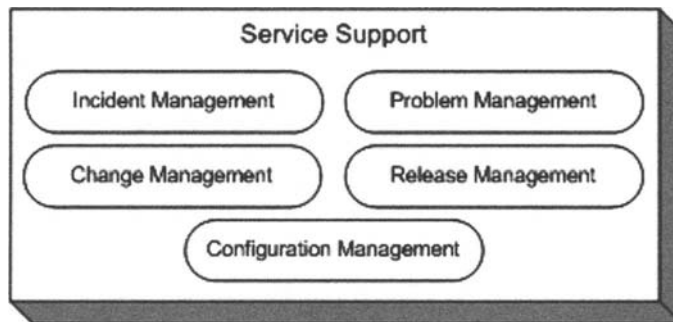 Service Support
Incident Management
Problem Management
Change Management
Release Management
Configuration Management